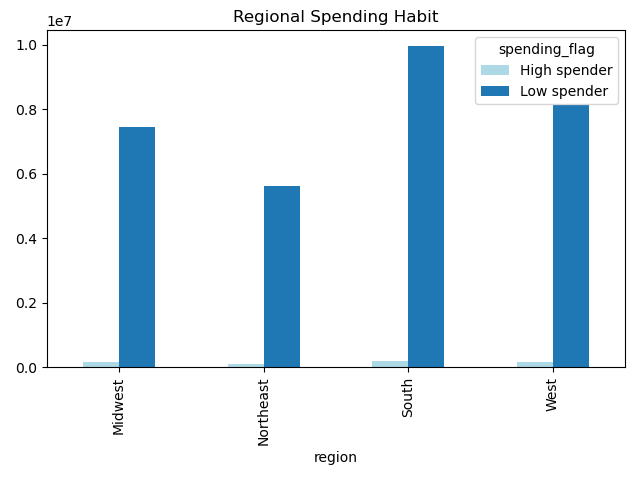 Regional Spending Habit
1e7
1.0
0.8
0.6
0.4
0.2
0.0
spending_flag
High spender
Low spender
Midwest
Northeast
South
West
region